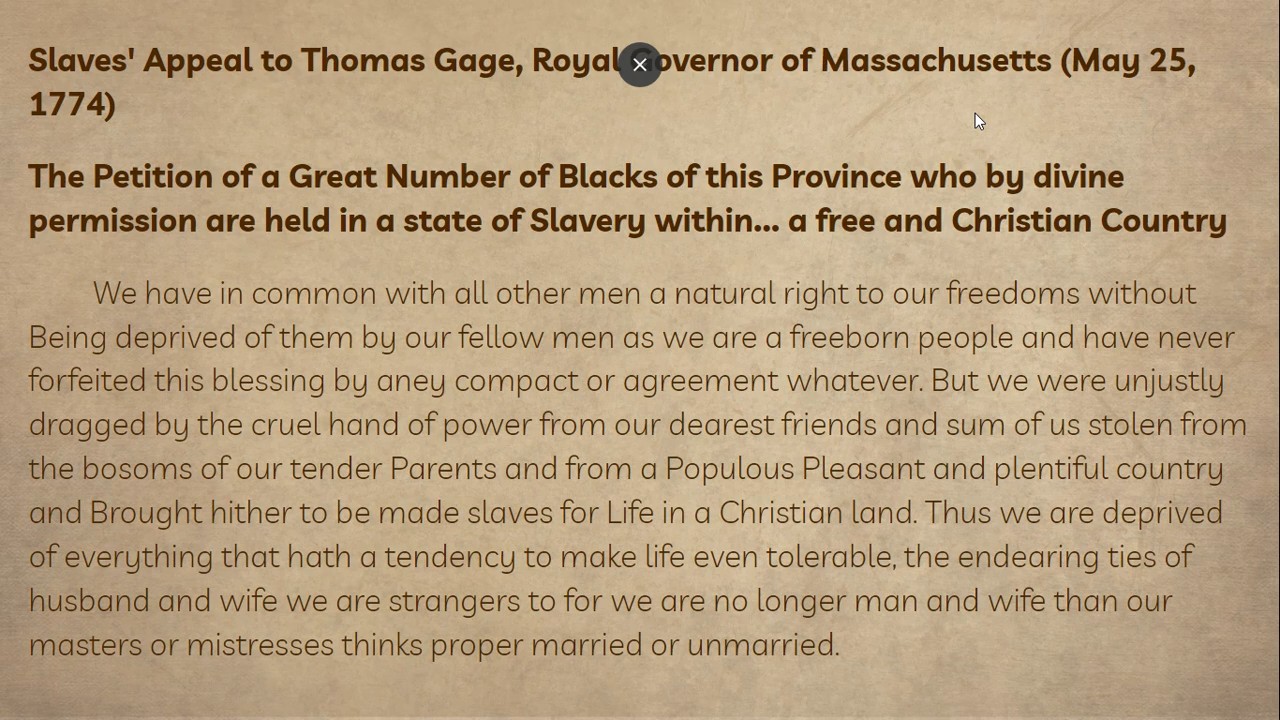 Slaves' Appeal to Thomas Gage, Royal Governor of Massachusetts (May 25,
1774)
The Petition of a Great Number of Blacks of this Province who by divine
permission are held in a state of Slavery within... a free and Christian Country
We have in common with all other men a natural right to our freedoms without
Being deprived of them by our fellow men as we are a freeborn people and have never
forfeited this blessing by aney compact or agreement whatever. But we were unjustly
dragged by the cruel hand of power from our dearest friends and sum of us stolen from
the bosoms of our tender Parents and from a Populous Pleasant and plentiful country
and Brought hither to be made slaves for Life in a Christian land. Thus we are deprived
of everything that hath a tendency to make life even tolerable, the endearing ties of
husband and wife we are strangers to for we are no longer man and wife than our
masters or mistresses thinks proper married or unmarried.